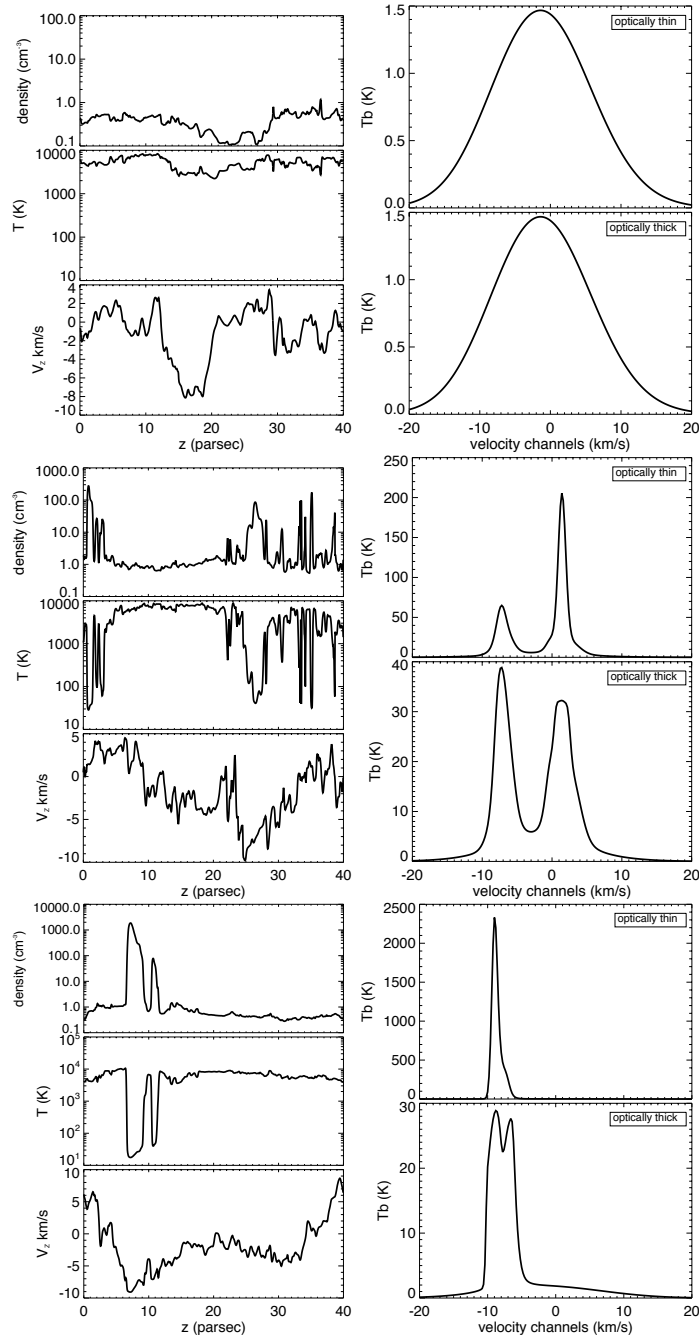 100.0
10.0
1.0
0.1
density (cm⁻³)
10000
1000
100
10
T (K)
4
2
0
-2
-4
-6
-8
-10
V_z km/s
0 10 20 30 40
z (parsec)
1.5
1.0
0.5
0.0
Tb (K)
optically thin
1.5
1.0
0.5
0.0
Tb (K)
optically thick
-20 -10 0 10 20
velocity channels (km/s)
1000.0
100.0
10.0
1.0
0.1
density (cm⁻³)
10000
1000
100
10
T (K)
5
0
-5
-10
V_z km/s
0 10 20 30 40
z (parsec)
250
200
150
100
50
0
Tb (K)
optically thin
40
30
20
10
0
Tb (K)
optically thick
-20 -10 0 10 20
velocity channels (km/s)
10000.0
1000.0
100.0
10.0
1.0
0.1
density (cm⁻³)
10⁵
10⁴
10³
10²
10¹
T (K)
10
5
0
-5
-10
V_z km/s
0 10 20 30 40
z (parsec)
2500
2000
1500
1000
500
0
Tb (K)
optically thin
30
20
10
0
Tb (K)
optically thick
-20 -10 0 10 20
velocity channels (km/s)